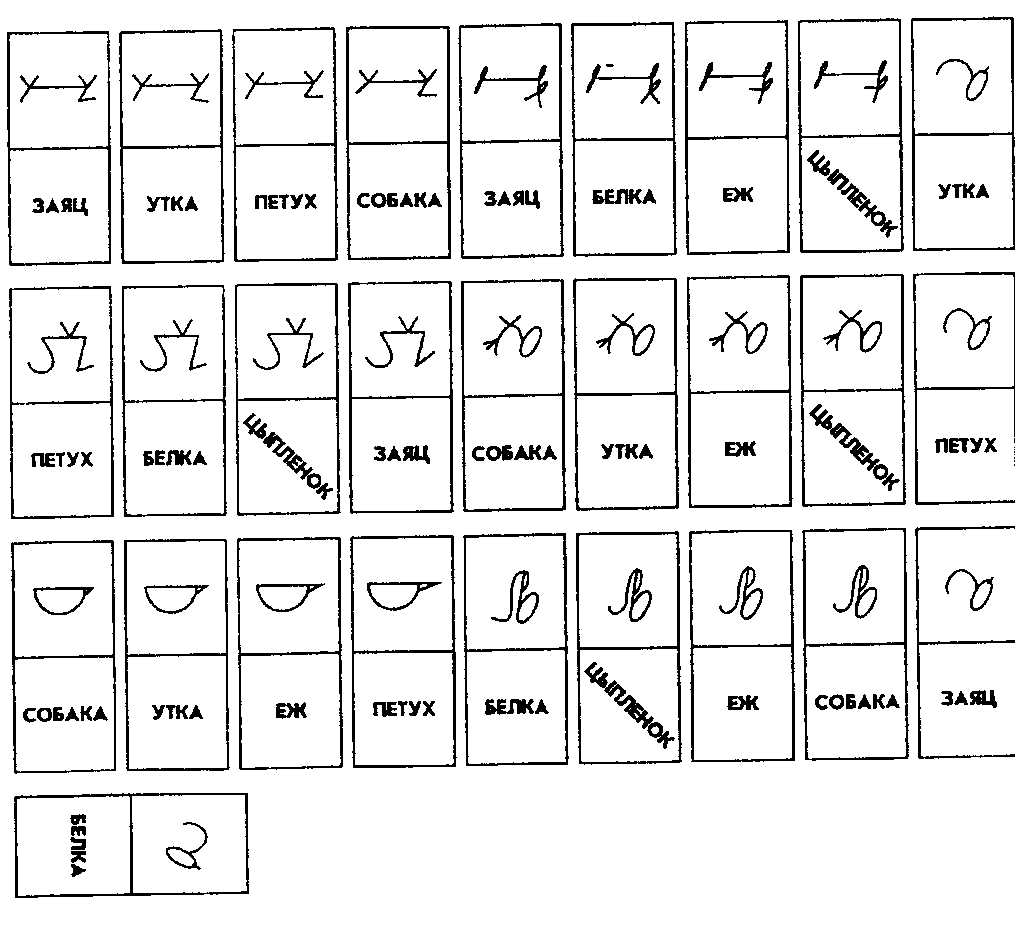 ЗАЯЦ УТКА ПЕТУХ СОБАКА ЗАЯЦ БЕЛКА ЕЖ ЦЫПЛЕНОК УТКА
ПЕТУХ БЕЛКА ЦЫПЛЕНОК ЗАЯЦ СОБАКА УТКА ЕЖ ЦЫПЛЕНОК ПЕТУХ
СОБАКА УТКА ЕЖ ПЕТУХ БЕЛКА ЦЫПЛЕНОК ЕЖ СОБАКА ЗАЯЦ
БЕЛКА